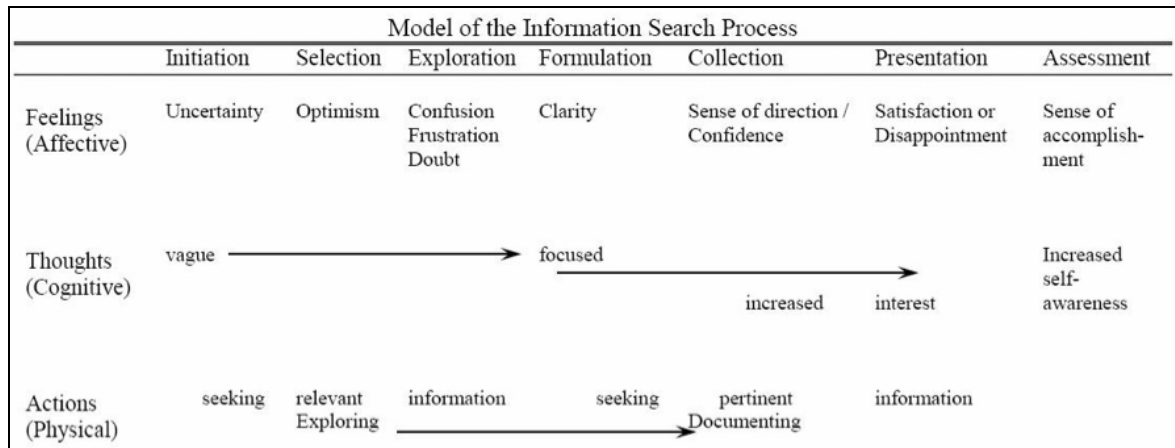 Model of the Information Search Process
Initiation Selection Exploration Formulation Collection Presentation Assessment
Feelings (Affective) Uncertainty Optimism Confusion Frustration Doubt Clarity Sense of direction / Confidence Satisfaction or Disappointment Sense of accomplish-ment
Thoughts (Cognitive) vague focused increased interest Increased self-awareness
Actions (Physical) seeking relevant information seeking pertinent information
Exploring Documenting